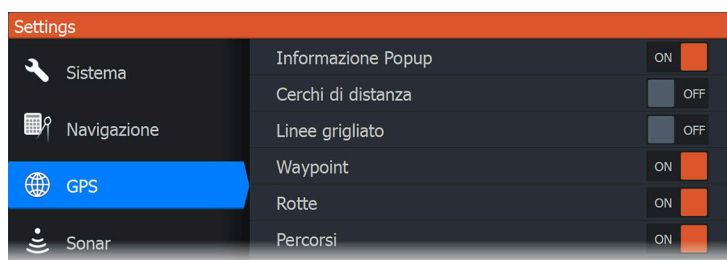 Settings
Sistema
Navigazione
GPS
Sonar
Informazione Popup ON
Cerchi di distanza OFF
Linee grigliato OFF
Waypoint ON
Rotte ON
Percorsi ON